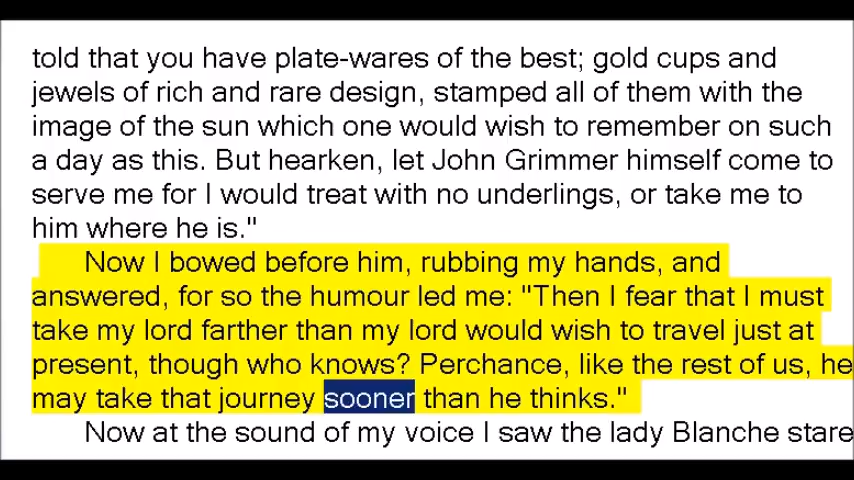 told that you have plate-wares of the best; gold cups and
jewels of rich and rare design, stamped all of them with the
image of the sun which one would wish to remember on such
a day as this. But hearken, let John Grimmer himself come to
serve me for I would treat with no underlings, or take me to
him where he is."
Now I bowed before him, rubbing my hands, and
answered, for so the humour led me: "Then I fear that I must
take my lord farther than my lord would wish to travel just at
present, though who knows? Perchance, like the rest of us, he
may take that journey sooner than he thinks."
Now at the sound of my voice I saw the lady Blanche stare